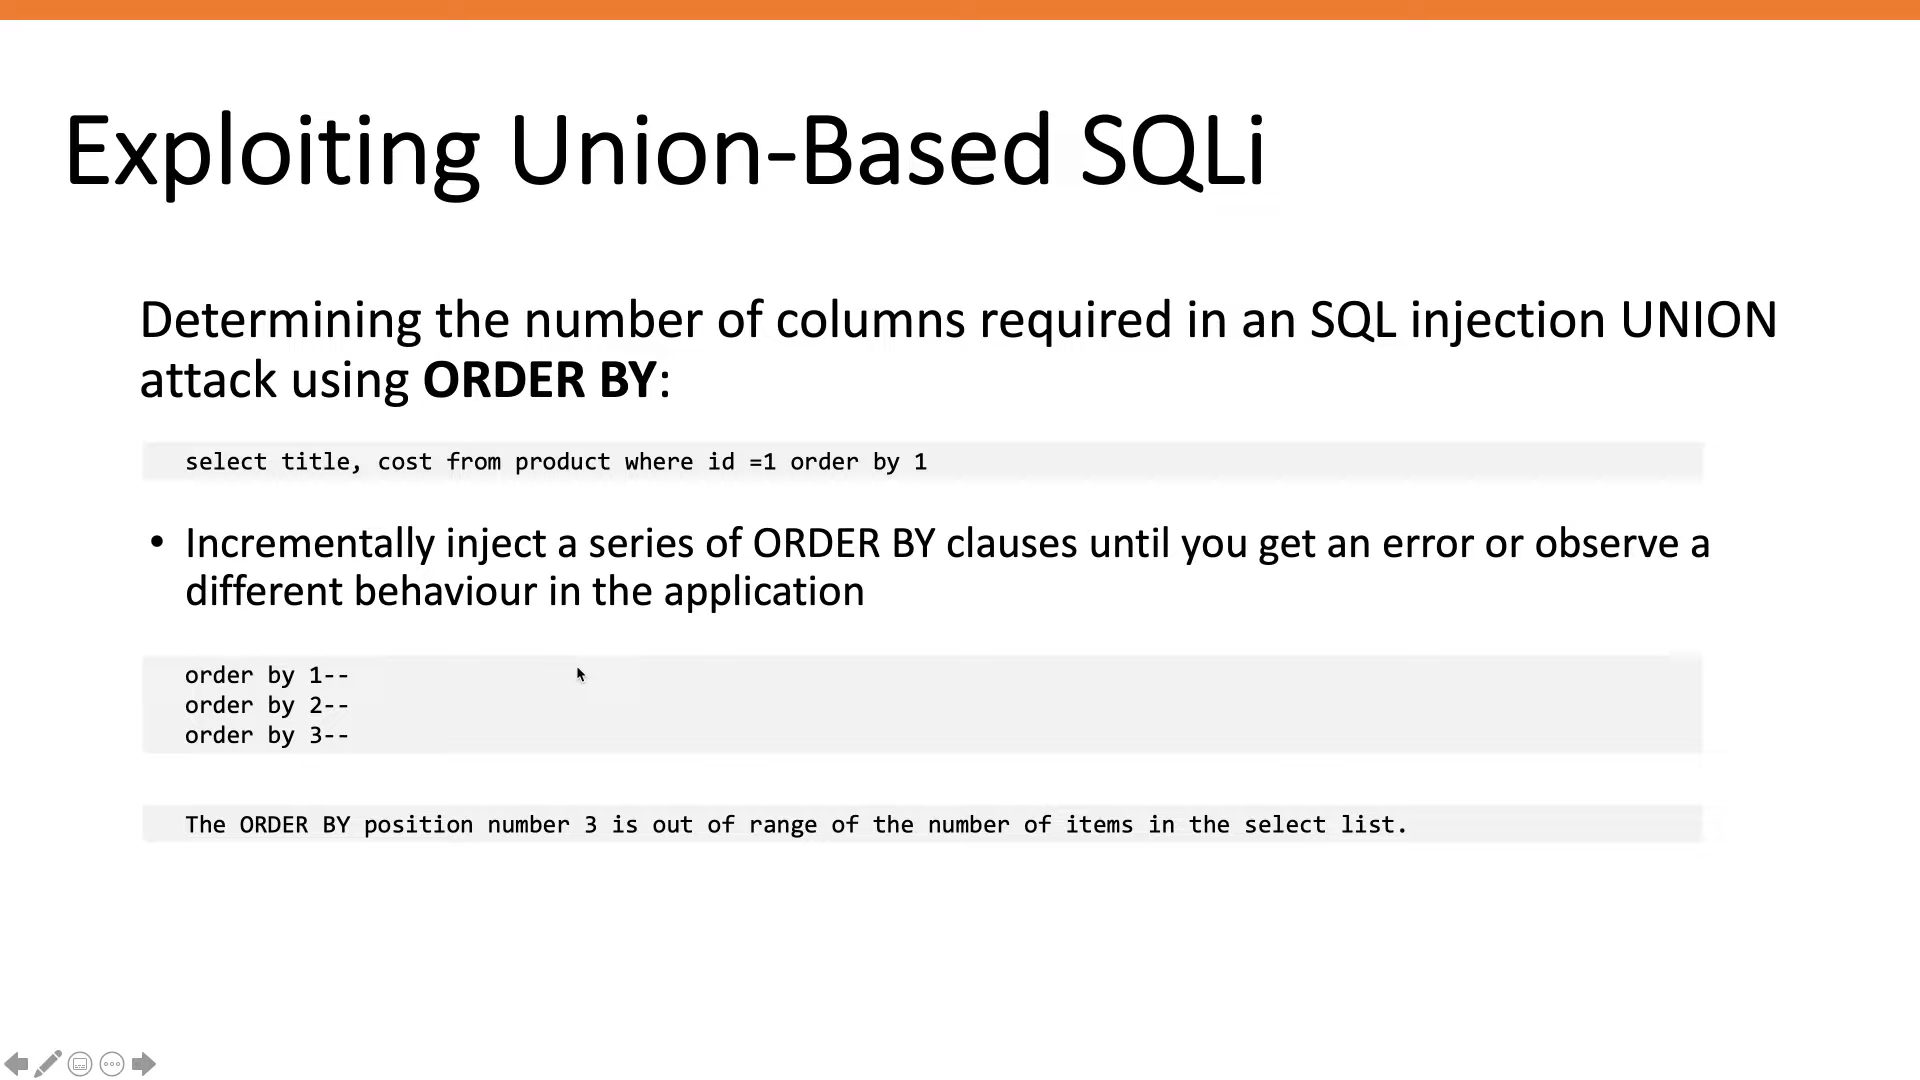 Exploiting Union-Based SQLi
Determining the number of columns required in an SQL injection UNION
attack using ORDER BY:
select title, cost from product where id =1 order by 1
• Incrementally inject a series of ORDER BY clauses until you get an error or observe a
different behaviour in the application
order by 1--
order by 2--
order by 3--
The ORDER BY position number 3 is out of range of the number of items in the select list.